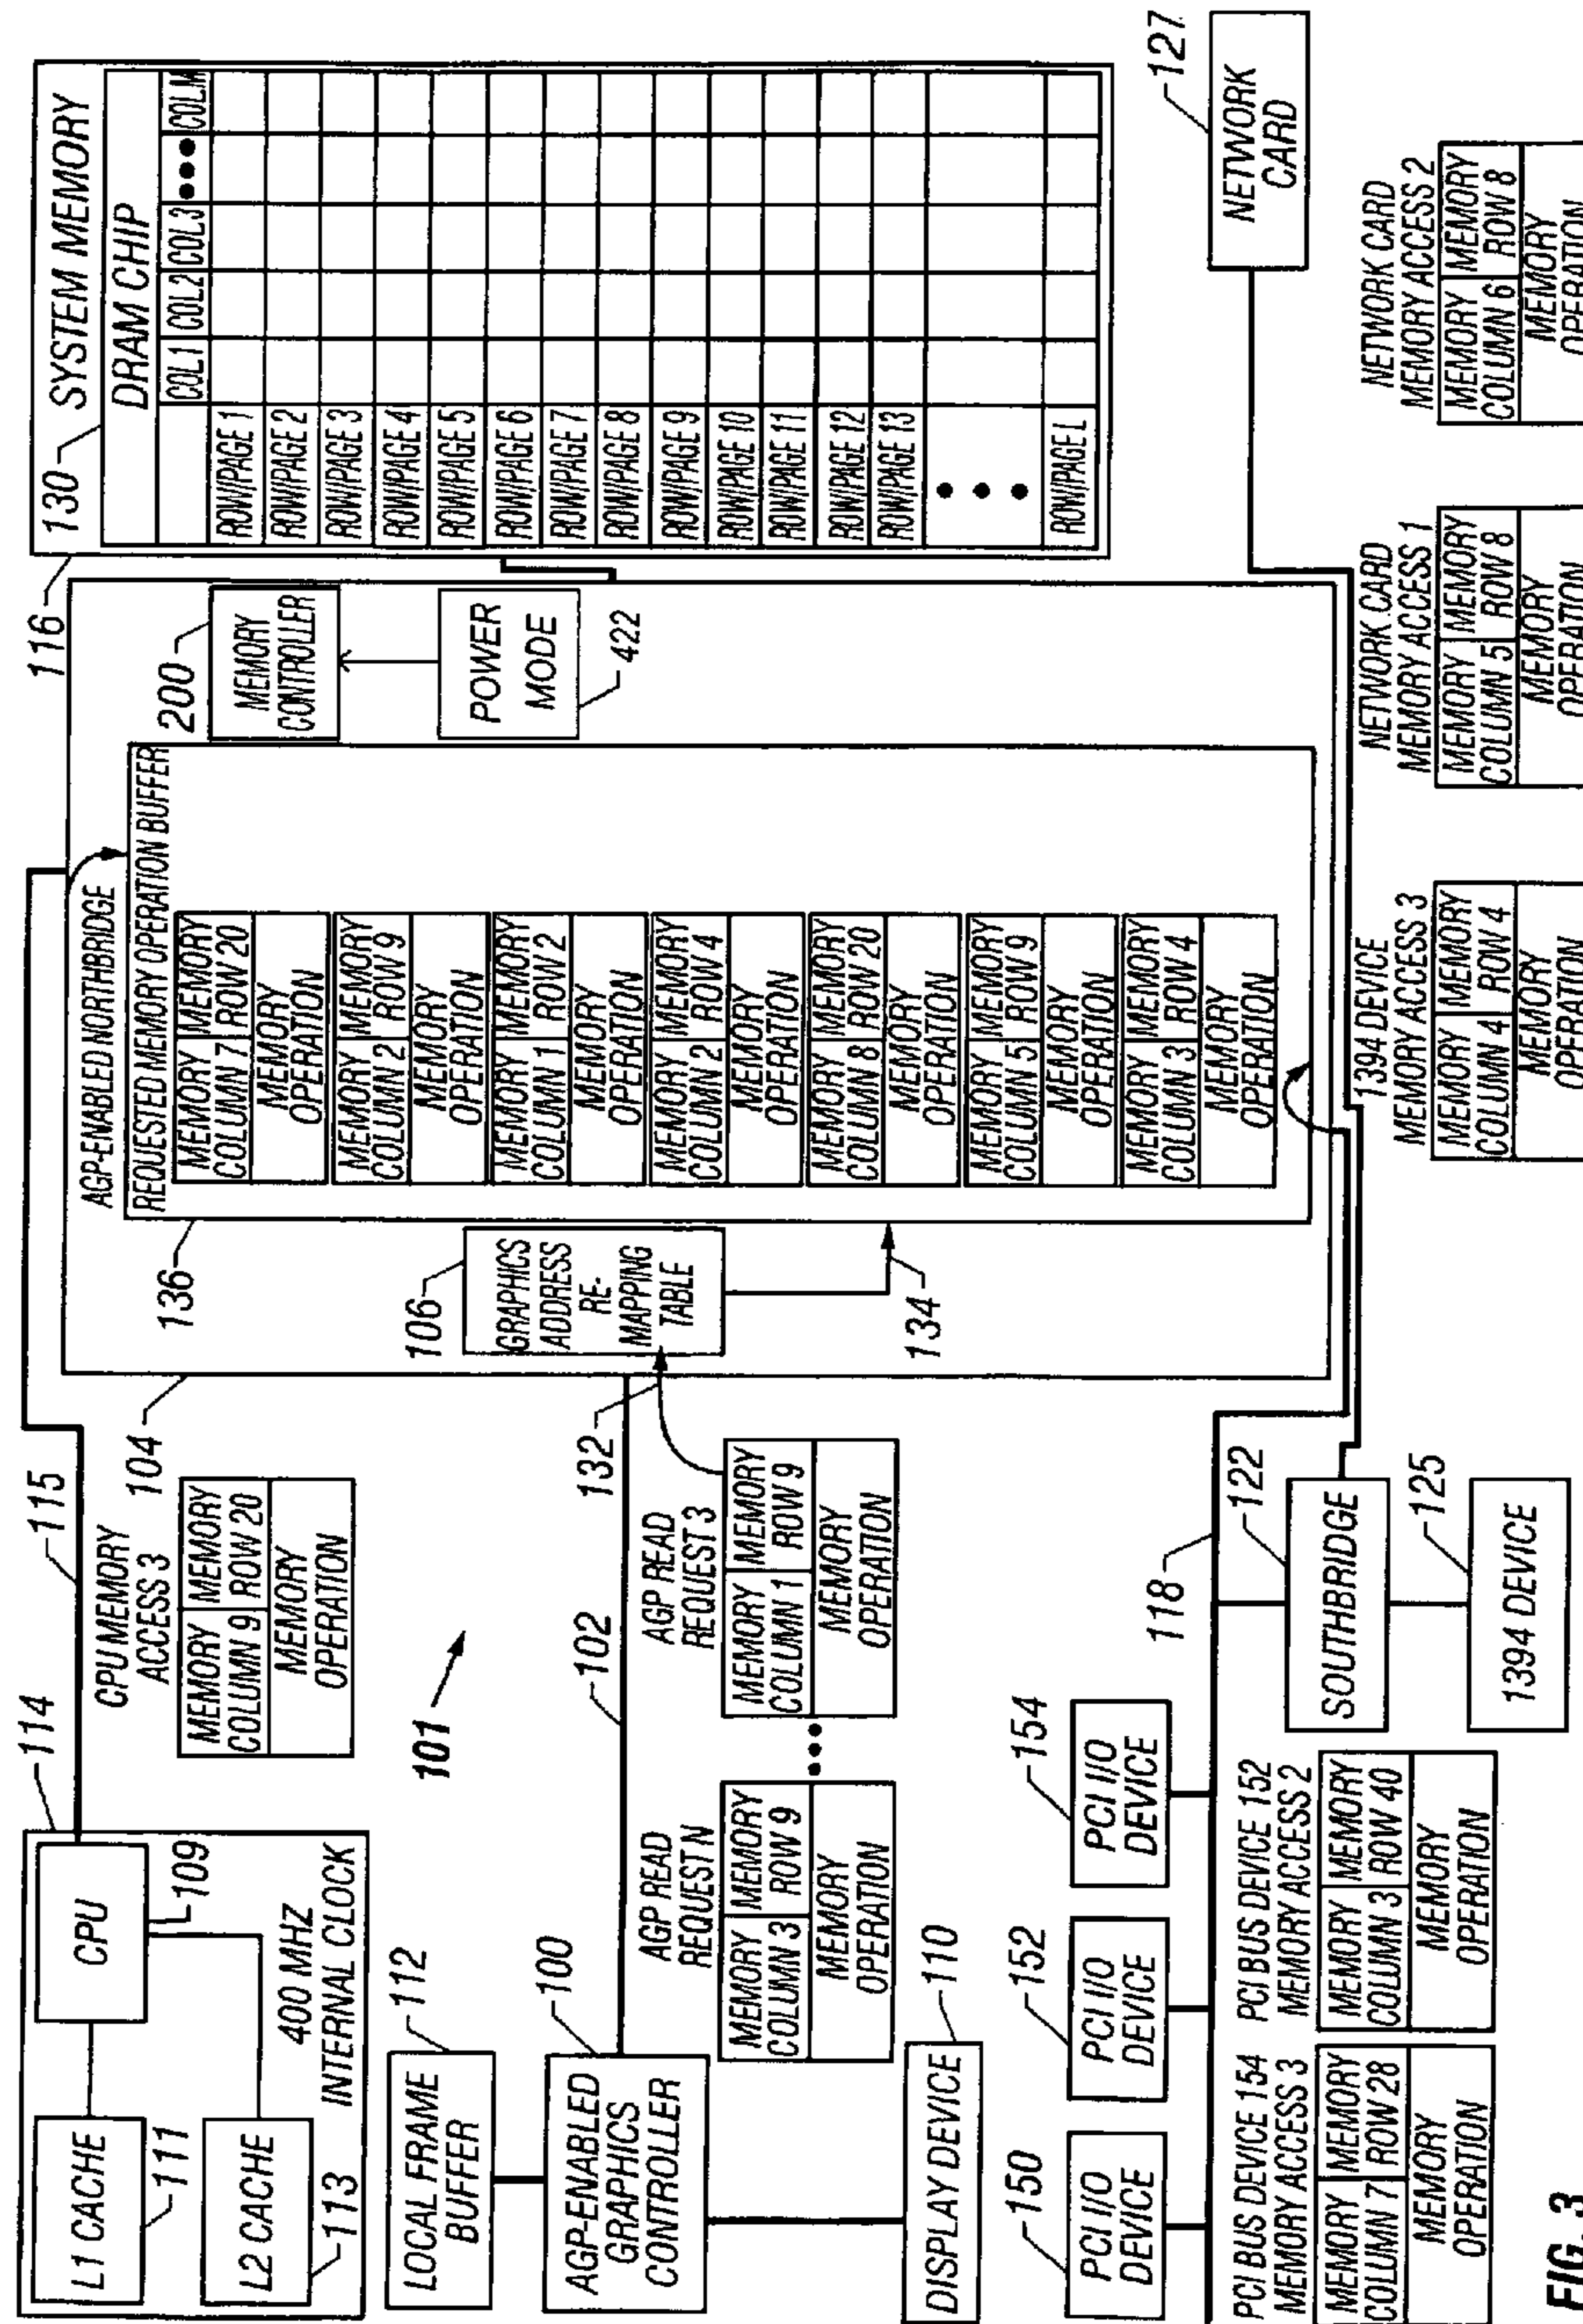 L1 CACHE
111
L2 CACHE
113
CPU
109
400 MHZ
INTERNAL CLOCK
114
CPU MEMORY
ACCESS 3
MEMORY
COLUMN 9
MEMORY
ROW 20
MEMORY
OPERATION
115
104
101
LOCAL FRAME
BUFFER
112
AGP-ENABLED
GRAPHICS
CONTROLLER
100
DISPLAY DEVICE
110
102
AGP READ
REQUEST N
MEMORY
COLUMN 3
MEMORY
ROW 9
MEMORY
OPERATION
AGP READ
REQUEST 3
MEMORY
COLUMN 1
MEMORY
ROW 9
MEMORY
OPERATION
132
136
AGP-ENABLED NORTHBRIDGE
REQUESTED MEMORY OPERATION BUFFER
MEMORY
COLUMN 7
MEMORY
ROW 20
MEMORY
OPERATION
MEMORY
COLUMN 2
MEMORY
ROW 9
MEMORY
OPERATION
MEMORY
COLUMN 1
MEMORY
ROW 2
MEMORY
OPERATION
MEMORY
COLUMN 2
MEMORY
ROW 4
MEMORY
OPERATION
MEMORY
COLUMN 8
MEMORY
ROW 20
MEMORY
OPERATION
MEMORY
COLUMN 5
MEMORY
ROW 9
MEMORY
OPERATION
MEMORY
COLUMN 3
MEMORY
ROW 4
MEMORY
OPERATION
106
GRAPHICS
ADDRESS
RE-
MAPPING
TABLE
134
200
MEMORY
CONTROLLER
POWER
MODE
422
116
130
SYSTEM MEMORY
DRAM CHIP
COL1 COL2 COL3 ••• COLM
ROW/PAGE 1
ROW/PAGE 2
ROW/PAGE 3
ROW/PAGE 4
ROW/PAGE 5
ROW/PAGE 6
ROW/PAGE 7
ROW/PAGE 8
ROW/PAGE 9
ROW/PAGE 10
ROW/PAGE 11
ROW/PAGE 12
ROW/PAGE 13
ROW/PAGE L
150
PCI I/O
DEVICE
152
PCI I/O
DEVICE
154
PCI I/O
DEVICE
118
122
SOUTHBRIDGE
125
1394 DEVICE
127
NETWORK
CARD
PCI BUS DEVICE 154
MEMORY ACCESS 3
MEMORY
COLUMN 7
MEMORY
ROW 28
MEMORY
OPERATION
PCI BUS DEVICE 152
MEMORY ACCESS 2
MEMORY
COLUMN 3
MEMORY
ROW 40
MEMORY
OPERATION
1394 DEVICE
MEMORY ACCESS 3
MEMORY
COLUMN 4
MEMORY
ROW 4
MEMORY
OPERATION
NETWORK CARD
MEMORY ACCESS 1
MEMORY
COLUMN 5
MEMORY
ROW 8
MEMORY
OPERATION
NETWORK CARD
MEMORY ACCESS 2
MEMORY
COLUMN 6
MEMORY
ROW 8
MEMORY
OPERATION
FIG. 3